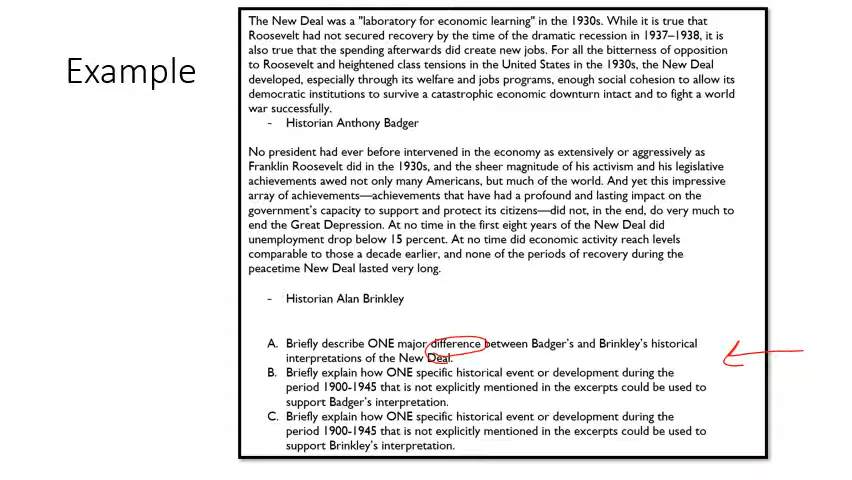 Example
The New Deal was a "laboratory for economic learning" in the 1930s. While it is true that
Roosevelt had not secured recovery by the time of the dramatic recession in 1937–1938, it is
also true that the spending afterwards did create new jobs. For all the bitterness of opposition
to Roosevelt and heightened class tensions in the United States in the 1930s, the New Deal
developed, especially through its welfare and jobs programs, enough social cohesion to allow its
democratic institutions to survive a catastrophic economic downturn intact and to fight a world
war successfully.
- Historian Anthony Badger
No president had ever before intervened in the economy as extensively or aggressively as
Franklin Roosevelt did in the 1930s, and the sheer magnitude of his activism and his legislative
achievements awed not only many Americans, but much of the world. And yet this impressive
array of achievements—achievements that have had a profound and lasting impact on the
government's capacity to support and protect its citizens—did not, in the end, do very much to
end the Great Depression. At no time in the first eight years of the New Deal did
unemployment drop below 15 percent. At no time did economic activity reach levels
comparable to those a decade earlier, and none of the periods of recovery during the
peacetime New Deal lasted very long.
- Historian Alan Brinkley
A. Briefly describe ONE major difference between Badger's and Brinkley's historical
interpretations of the New Deal.
B. Briefly explain how ONE specific historical event or development during the
period 1900-1945 that is not explicitly mentioned in the excerpts could be used to
support Badger's interpretation.
C. Briefly explain how ONE specific historical event or development during the
period 1900-1945 that is not explicitly mentioned in the excerpts could be used to
support Brinkley's interpretation.